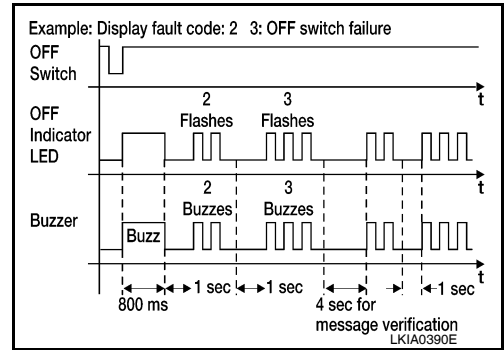 Example: Display fault code: 2 3: OFF switch failure
OFF
Switch
t
OFF
Indicator
LED
2
Flashes
3
Flashes
t
Buzzer
2
Buzzes
3
Buzzes
Buzz
t
800 ms
1 sec
1 sec
4 sec for
message verification
1 sec
LKIA0390E